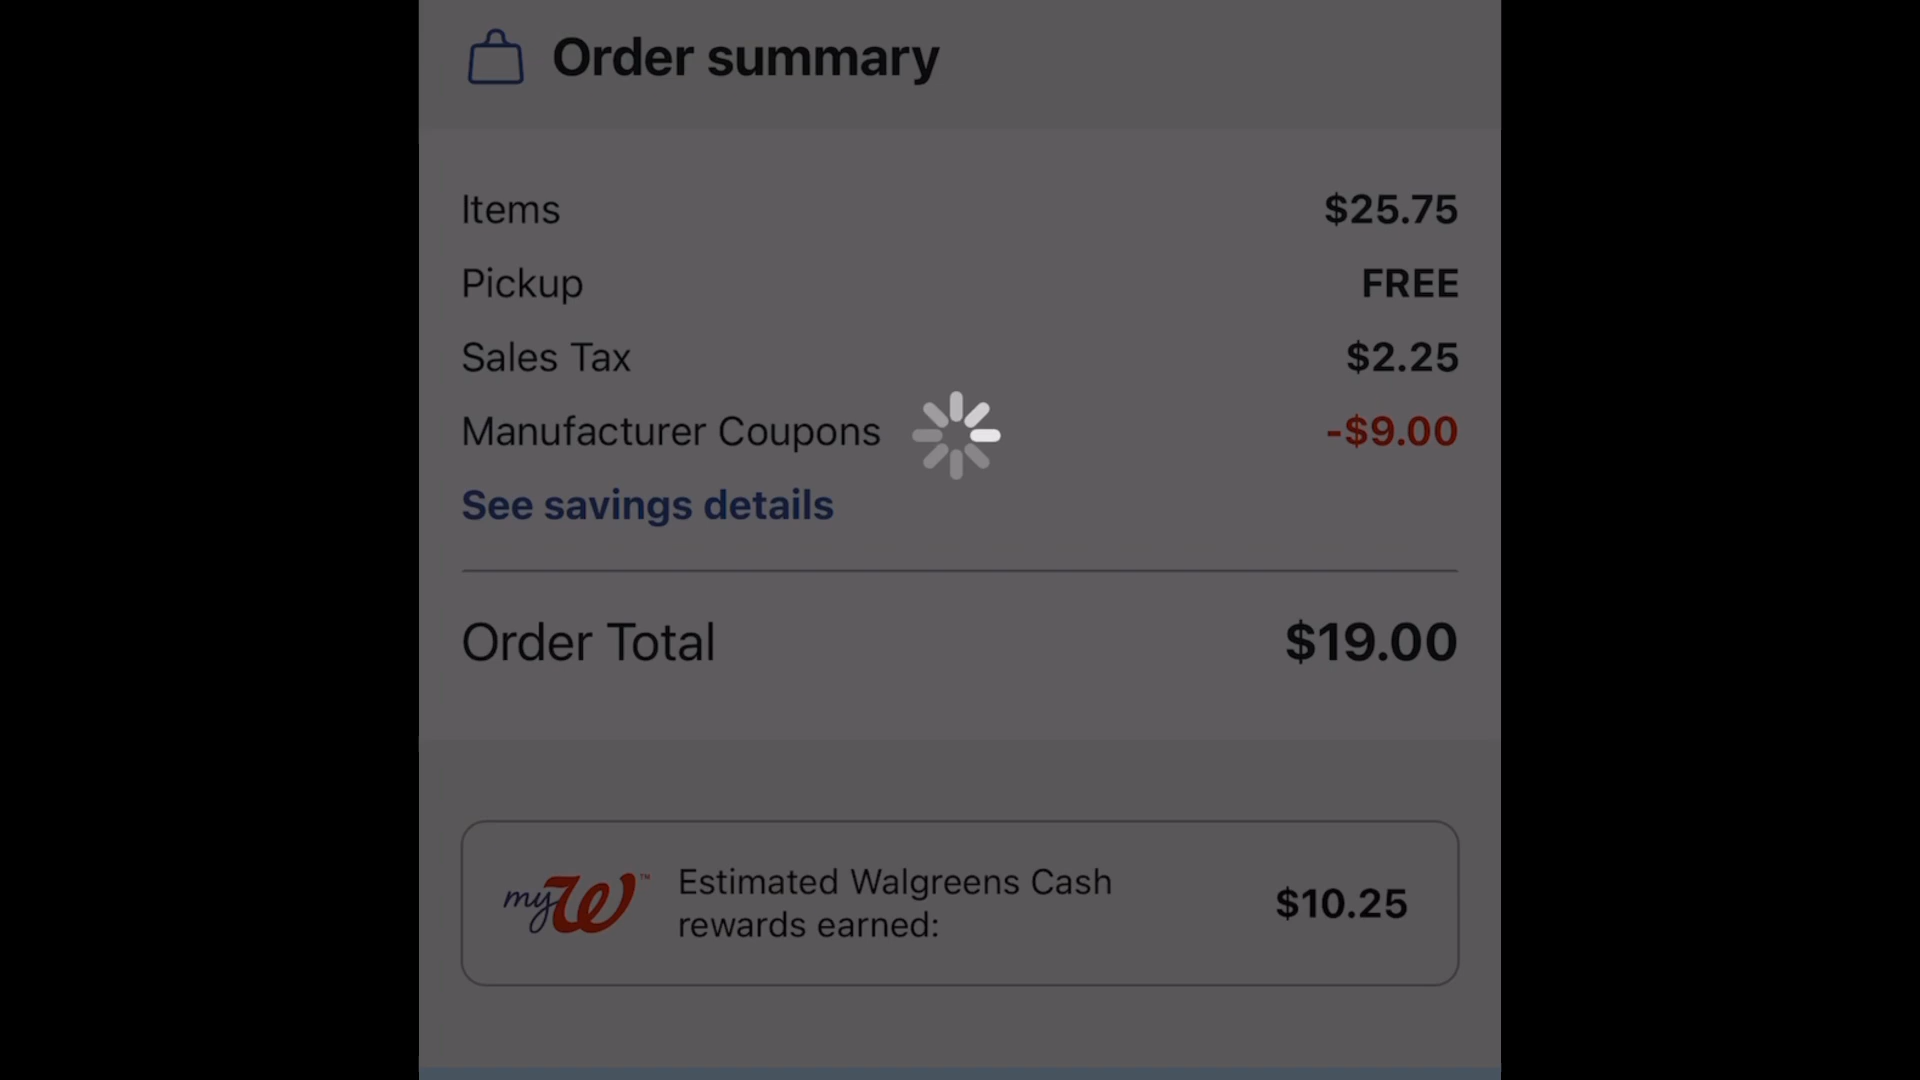 Order summary
Items $25.75
Pickup FREE
Sales Tax $2.25
Manufacturer Coupons -$9.00
See savings details
Order Total $19.00
myW™ Estimated Walgreens Cash
rewards earned: $10.25